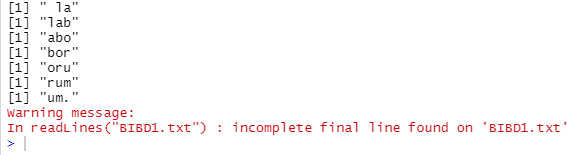 [1] " la"
[1] "lab"
[1] "abo"
[1] "bor"
[1] "oru"
[1] "rum"
[1] "um."
Warning message:
In readLines("BIBD1.txt") : incomplete final line found on 'BIBD1.txt'
>